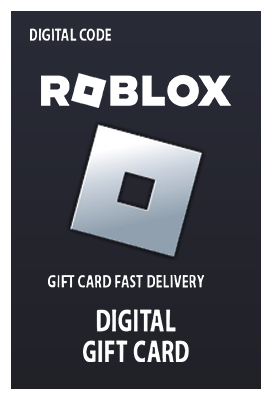 DIGITAL CODE
ROBLOX
GIFT CARD FAST DELIVERY
DIGITAL
GIFT CARD